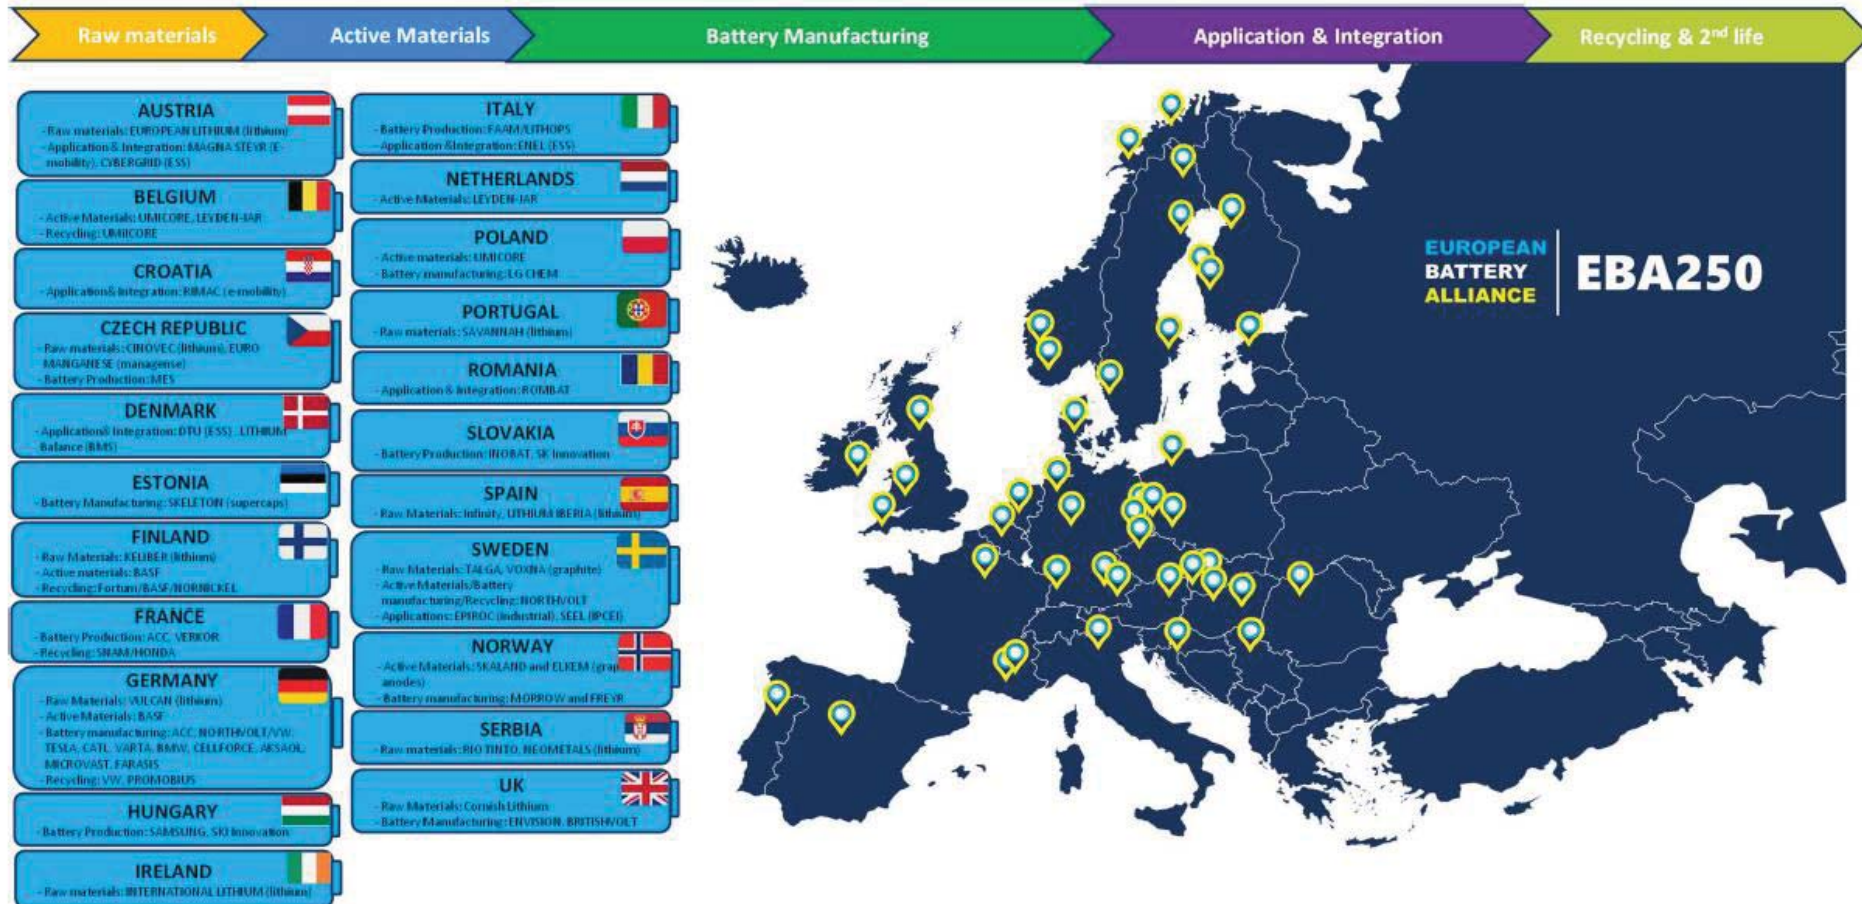 Raw materials
Active Materials
Battery Manufacturing
Application & Integration
Recycling & 2nd life
AUSTRIA
- Raw materials: EUROPEAN LITHIUM (lithium)
- Application & Integration: MAGNA STEYR (E-
mobility), CYBERGRID (ESS)
BELGIUM
- Active Materials: UMICORE, LEYDEN-JAR
- Recycling: UMIICORE
CROATIA
- Application & Integration: RIMAC (e-mobility)
CZECH REPUBLIC
- Raw materials: CINOVEC (lithium), EURO
MANGANESE (managense)
- Battery Production: MES
DENMARK
- Application & Integration: DTU (ESS) , LITHIUM
Balance (BMS)
ESTONIA
- Battery Manufacturing: SKELETON (supercaps)
FINLAND
- Raw Materials: KELIBER (lithium)
- Active materials: BASF
- Recycling: Fortum/BASF/NORNICKEL
FRANCE
- Battery Production: ACC, VERKOR
- Recycling: SNAM/HONDA
GERMANY
- Raw Materials: VULCAN (lithium)
- Active Materials: BASF
- Battery manufacturing: ACC, NORTHVOLT/VW,
TESLA, CATL, VARTA, BMW, CELLFORCE, AKSAOL,
MICROVAST, FARASIS
- Recycling: VW, PROMOBIUS
HUNGARY
- Battery Production: SAMSUNG, SKI Innovation
IRELAND
- Raw materials: INTERNATIONAL LITHIUM (lithium)
ITALY
- Battery Production: FAAM/LITHOPS
- Application &Integration: ENEL (ESS)
NETHERLANDS
- Active Materials: LEYDEN-JAR
POLAND
- Active materials: UMICORE
- Battery manufacturing: LG CHEM
PORTUGAL
- Raw materials: SAVANNAH (lithium)
ROMANIA
- Application & Integration: ROMBAT
SLOVAKIA
- Battery Production: INOBAT, SK Innovation
SPAIN
- Raw Materials: Infinity, LITHIUM IBERIA (lithium)
SWEDEN
- Raw Materials: TALGA, VOXNA (graphite)
- Active Materials/Battery
manufacturing/Recycling: NORTHVOLT
- Applications: EPIROC (industrial), SEEL (IPCEI)
NORWAY
- Active Materials: SKALAND and ELKEM (grap
anodes)
- Battery manufacturing: MORROW and FREYR
SERBIA
- Raw materials: RIO TINTO, NEOMETALS (lithium)
UK
- Raw Materials: Cornish Lithium
- Battery Manufacturing: ENVISION, BRITISHVOLT
EUROPEAN
BATTERY
ALLIANCE
EBA250